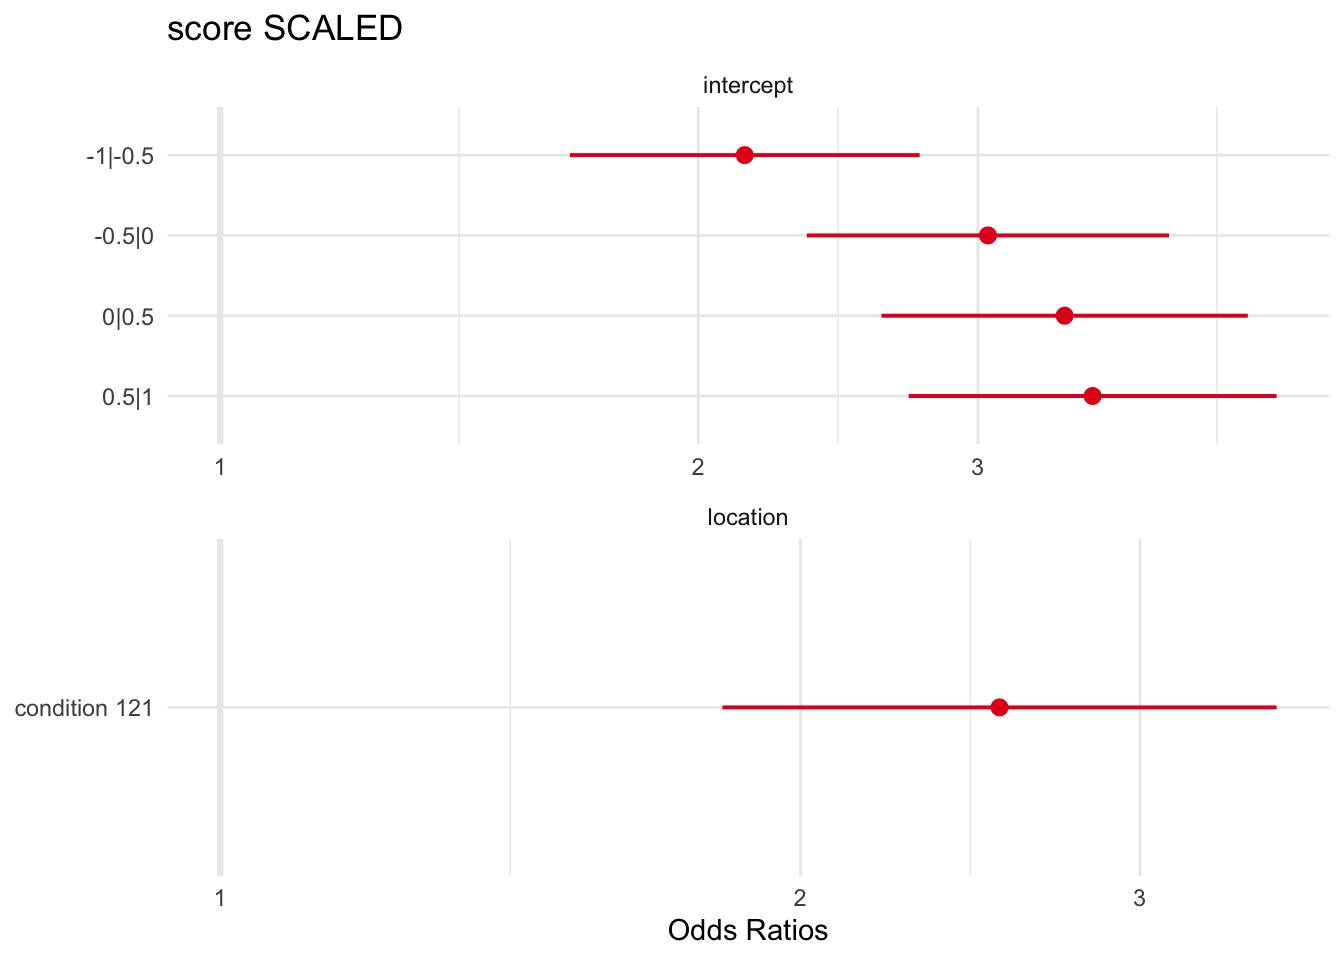 score SCALED
intercept
-1|-0.5
-0.5|0
0|0.5
0.5|1
1 2 3
location
condition 121
1 2 3
Odds Ratios